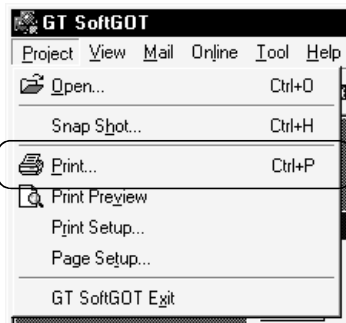 GT SoftGOT
Project View Mail Online Tool Help
Open... Ctrl+O
Snap Shot... Ctrl+H
Print... Ctrl+P
Print Preview
Print Setup...
Page Setup...
GT SoftGOT Exit